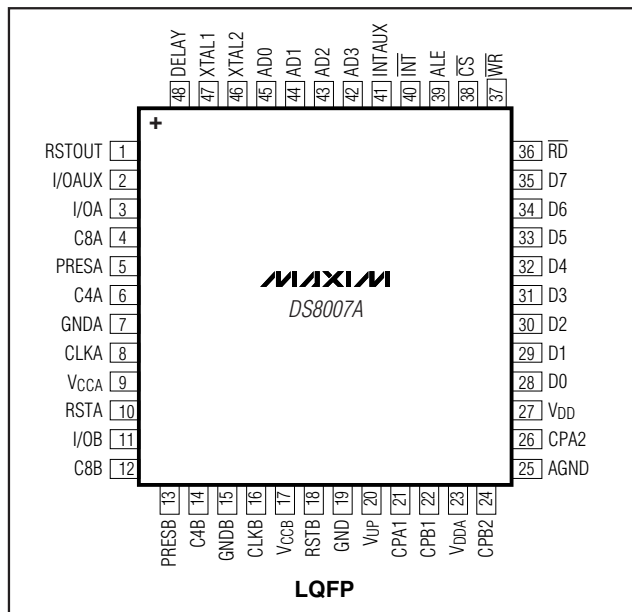 48 DELAY
47 XTAL1
46 XTAL2
45 AD0
44 AD1
43 AD2
42 AD3
41 INTAUX
40 I̅N̅T̅
39 ALE
38 C̅S̅
37 W̅R̅
+
RSTOUT 1
I/OAUX 2
I/OA 3
C8A 4
PRESA 5
C4A 6
GNDA 7
CLKA 8
VCCA 9
RSTA 10
I/OB 11
C8B 12
MAXIM
DS8007A
36 R̅D̅
35 D7
34 D6
33 D5
32 D4
31 D3
30 D2
29 D1
28 D0
27 VDD
26 CPA2
25 AGND
PRESB 13
C4B 14
GNDB 15
CLKB 16
VCCB 17
RSTB 18
GND 19
VUP 20
CPA1 21
CPB1 22
VDDA 23
CPB2 24
LQFP